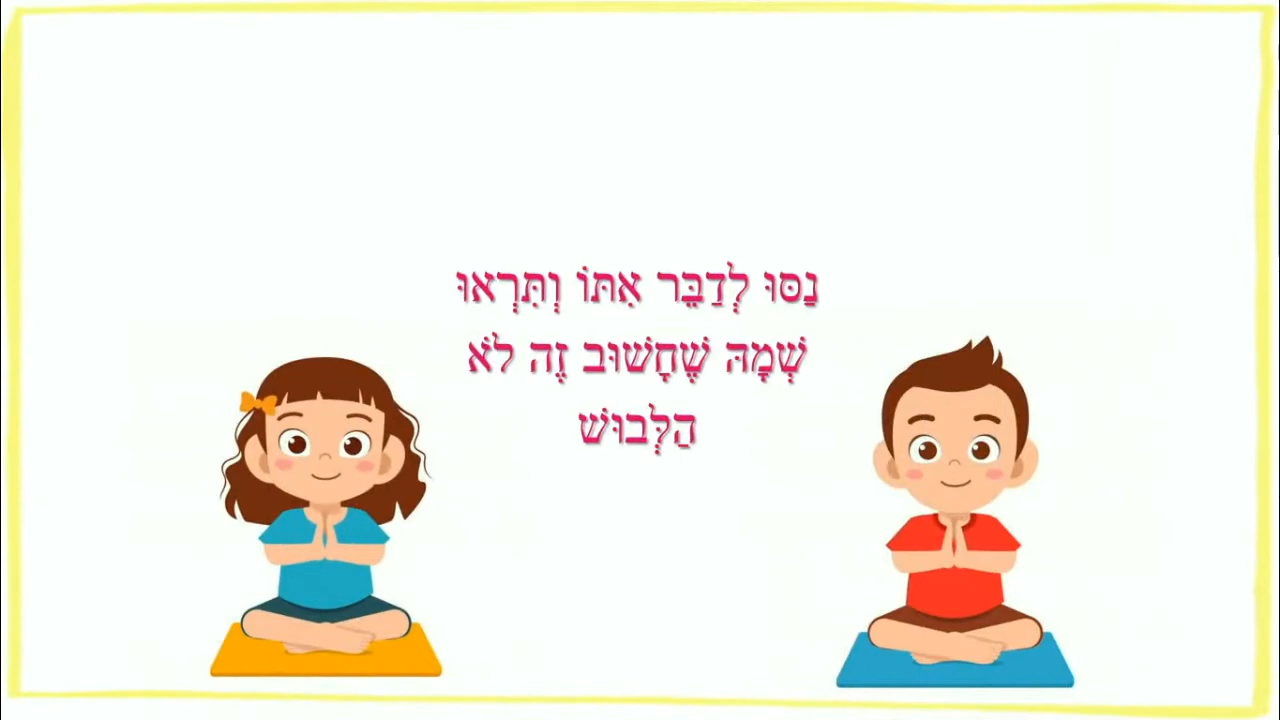 נַסּוּ לְדַבֵּר אִתּוֹ וְתִּרְאוּ
שְׁמָהּ שֶׁחָשׁוּב זֶה לֹא
הַלְּבוּשׁ